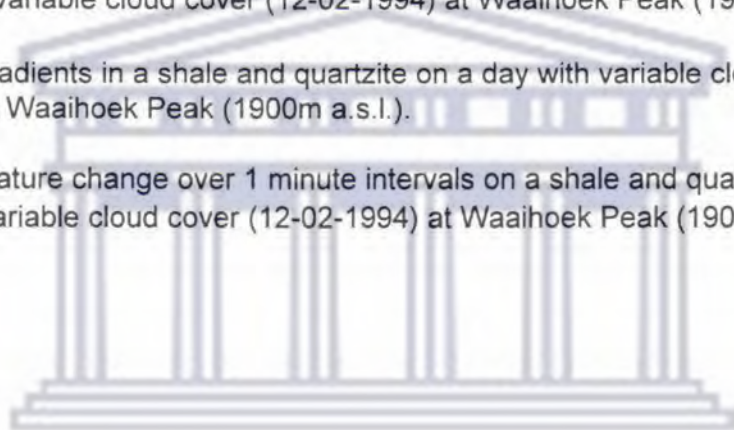 variable cloud cover (12-02-1994) at Waaihoek Peak (19
adients in a shale and quartzite on a day with variable cl
Waaihoek Peak (1900m a.s.l.).
ature change over 1 minute intervals on a shale and qua
ariable cloud cover (12-02-1994) at Waaihoek Peak (190